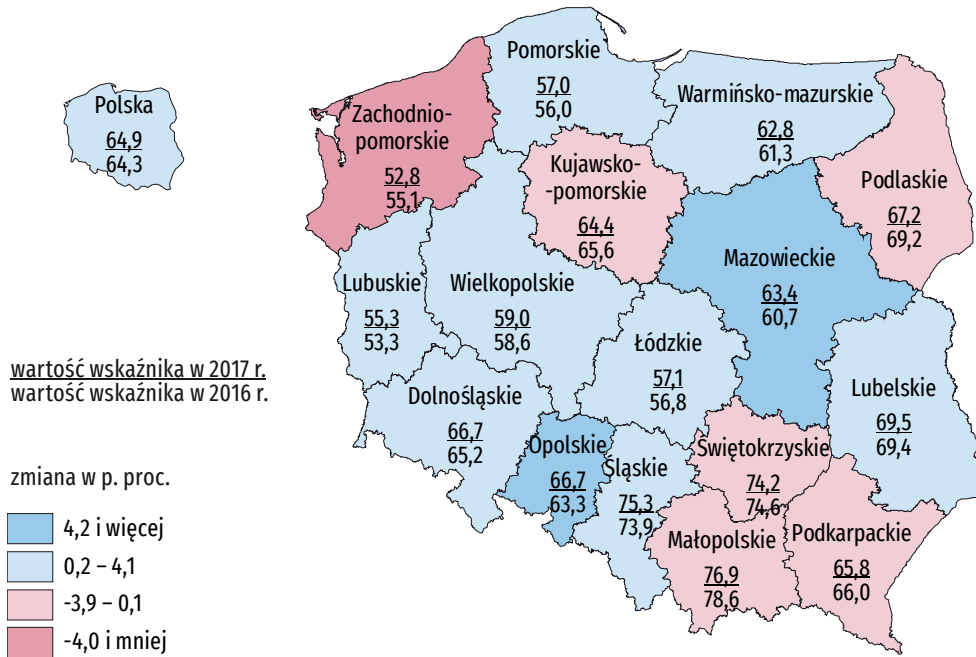 Polska
64,9
64,3
Zachodnio-
pomorskie
52,8
55,1
Pomorskie
57,0
56,0
Warmińsko-mazurskie
62,8
61,3
Kujawsko-
-pomorskie
64,4
65,6
Podlaskie
67,2
69,2
Mazowieckie
63,4
60,7
Lubuskie
55,3
53,3
Wielkopolskie
59,0
58,6
Łódzkie
57,1
56,8
Lubelskie
69,5
69,4
Dolnośląskie
66,7
65,2
Opolskie
66,7
63,3
Śląskie
75,3
73,9
Świętokrzyskie
74,2
74,6
Małopolskie
76,9
78,6
Podkarpackie
65,8
66,0
wartość wskaźnika w 2017 r.
wartość wskaźnika w 2016 r.
zmiana w p. proc.
4,2 i więcej
0,2 – 4,1
-3,9 – 0,1
-4,0 i mniej